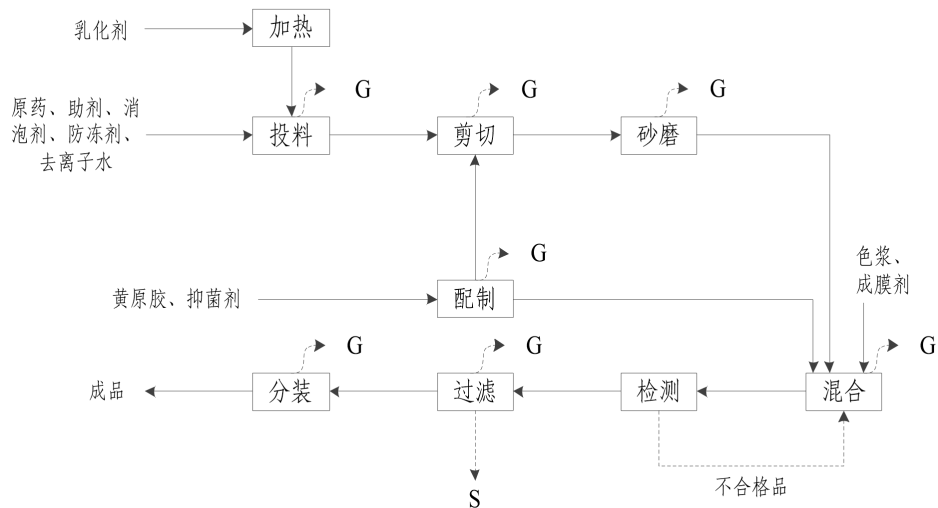 乳化剂
加热
G
G
G
原药、助剂、消
泡剂、防冻剂、
去离子水
投料
剪切
砂磨
G
色浆、
成膜剂
黄原胶、抑菌剂
配制
G
G
G
成品
分装
过滤
检测
混合
不合格品
S